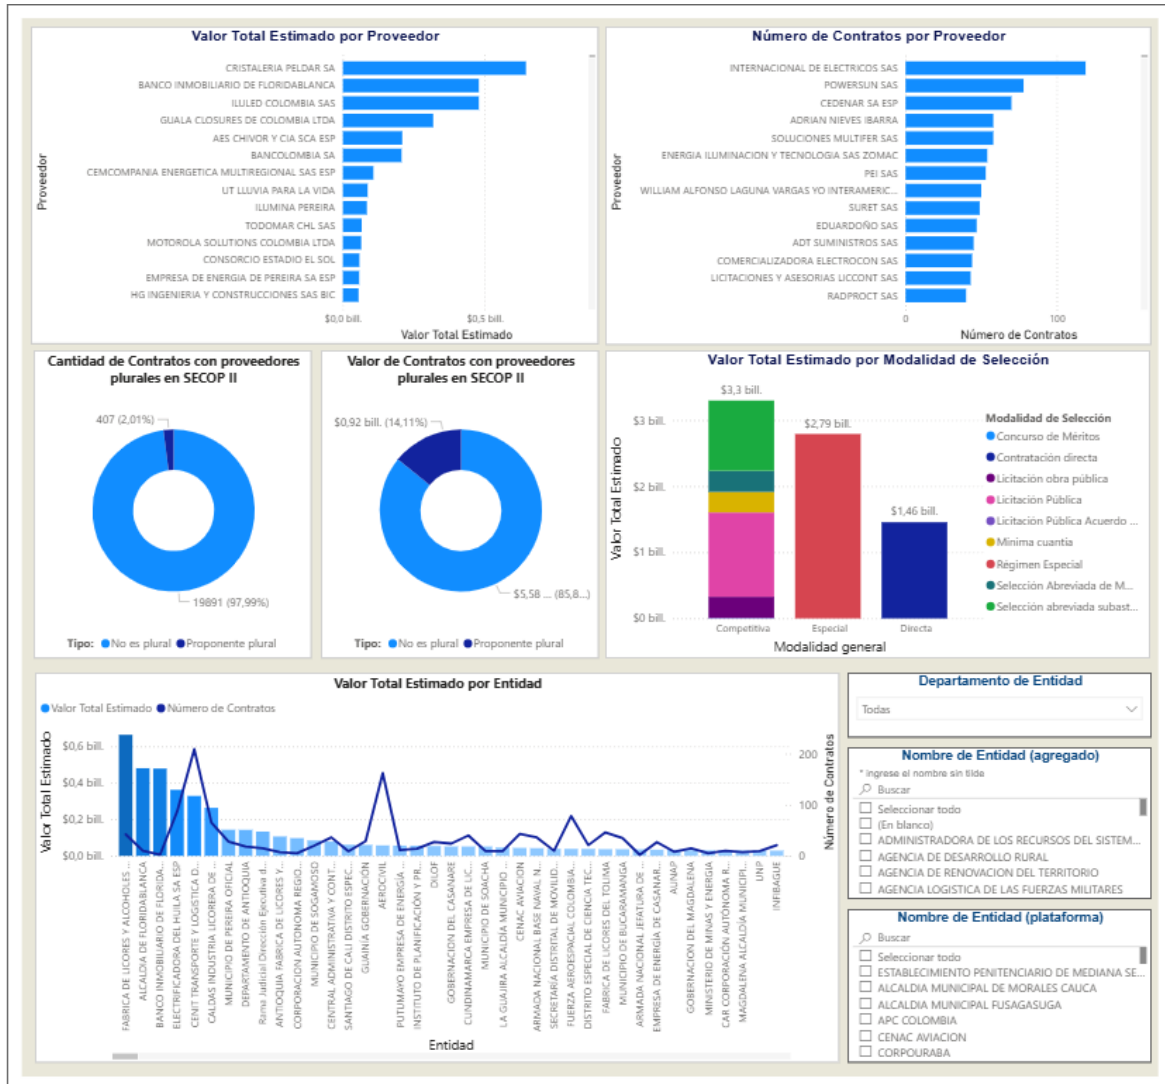 Valor Total Estimado por Proveedor
Proveedor
CRISTALERIA PELDAR SA
BANCO INMOBILIARIO DE FLORIDABLANCA
ILULED COLOMBIA SAS
GUALA CLOSURES DE COLOMBIA LTDA
AES CHIVOR Y CIA SCA ESP
BANCOLOMBIA SA
CEMCOMPANIA ENERGETICA MULTIREGIONAL SAS ESP
UT LLUVIA PARA LA VIDA
ILUMINA PEREIRA
TODOMAR CHL SAS
MOTOROLA SOLUTIONS COLOMBIA LTDA
CONSORCIO ESTADIO EL SOL
EMPRESA DE ENERGIA DE PEREIRA SA ESP
HG INGENIERIA Y CONSTRUCCIONES SAS BIC
$0,0 bill. $0,5 bill.
Valor Total Estimado
Número de Contratos por Proveedor
Proveedor
INTERNACIONAL DE ELECTRICOS SAS
POWERSUN SAS
CEDENAR SA ESP
ADRIAN NIEVES IBARRA
SOLUCIONES MULTIFER SAS
ENERGIA ILUMINACION Y TECNOLOGIA SAS ZOMAC
PEI SAS
WILLIAM ALFONSO LAGUNA VARGAS YO INTERAMERIC...
SURET SAS
EDUARDOÑO SAS
ADT SUMINISTROS SAS
COMERCIALIZADORA ELECTROCON SAS
LICITACIONES Y ASESORIAS LICCONT SAS
RADPROCT SAS
0 100
Número de Contratos
Cantidad de Contratos con proveedores
plurales en SECOP II
407 (2,01%)
19891 (97,99%)
Tipo: No es plural Proponente plural
Valor de Contratos con proveedores
plurales en SECOP II
$0,92 bill. (14,11%)
$5,58 ... (85,8...)
Tipo: No es plural Proponente plural
Valor Total Estimado por Modalidad de Selección
Valor Total Estimado
$3 bill.
$2 bill.
$1 bill.
$0 bill.
$3,3 bill.
$2,79 bill.
$1,46 bill.
Competitiva Especial Directa
Modalidad general
Modalidad de Selección
Concurso de Méritos
Contratación directa
Licitación obra pública
Licitación Pública
Licitación Pública Acuerdo ...
Mínima cuantía
Régimen Especial
Selección Abreviada de M...
Selección abreviada subast...
Valor Total Estimado por Entidad
Valor Total Estimado Número de Contratos
Valor Total Estimado
$0,6 bill.
$0,4 bill.
$0,2 bill.
$0,0 bill.
200
100
0
Número de Contratos
FABRICA DE LICORES Y ALCOHOLES ...
ALCALDIA DE FLORIDABLANCA
BANCO INMOBILIARIO DE FLORIDA...
ELECTRIFICADORA DEL HUILA SA ESP
CENIT TRANSPORTE Y LOGISTICA D...
CALDAS INDUSTRIA LICORERA DE ...
MUNICIPIO DE PEREIRA OFICIAL
DEPARTAMENTO DE ANTIOQUIA
Rama Judicial Dirección Ejecutiva d...
ANTIOQUIA FABRICA DE LICORES Y...
CORPORACION AUTONOMA REGIO...
MUNICIPIO DE SOGAMOSO
CENTRAL ADMINISTRATIVA Y CONT...
SANTIAGO DE CALI DISTRITO ESPEC...
GUAINÍA GOBERNACIÓN
AEROCIVIL
PUTUMAYO EMPRESA DE ENERGÍA ...
INSTITUTO DE PLANIFICACIÓN Y PR...
DILOF
GOBERNACION DEL CASANARE
CUNDINAMARCA EMPRESA DE LIC...
MUNICIPIO DE SOACHA
LA GUAJIRA ALCALDÍA MUNICIPIO ...
CENAC AVIACION
ARMADA NACIONAL BASE NAVAL N...
SECRETARÍA DISTRITAL DE MOVILID...
FUERZA AEROESPACIAL COLOMBIA...
DISTRITO ESPECIAL DE CIENCIA TEC...
FABRICA DE LICORES DEL TOLIMA
MUNICIPIO DE BUCARAMANGA
ARMADA NACIONAL JEFATURA DE ...
EMPRESA DE ENERGÍA DE CASANAR...
AUNAP
GOBERNACION DEL MAGDALENA
MINISTERIO DE MINAS Y ENERGIA
CAR CORPORACIÓN AUTÓNOMA R...
MAGDALENA ALCALDÍA MUNICIPI...
UNP
INFIBAGUE
Entidad
Departamento de Entidad
Todas
Nombre de Entidad (agregado)
* Ingrese el nombre sin tilde
Buscar
Seleccionar todo
(En blanco)
ADMINISTRADORA DE LOS RECURSOS DEL SISTEM...
AGENCIA DE DESARROLLO RURAL
AGENCIA DE RENOVACION DEL TERRITORIO
AGENCIA LOGISTICA DE LAS FUERZAS MILITARES
Nombre de Entidad (plataforma)
Buscar
Seleccionar todo
ESTABLECIMIENTO PENITENCIARIO DE MEDIANA SE...
ALCALDIA MUNICIPAL DE MORALES CAUCA
ALCALDIA MUNICIPAL FUSAGASUGA
APC COLOMBIA
CENAC AVIACION
CORPOURABA